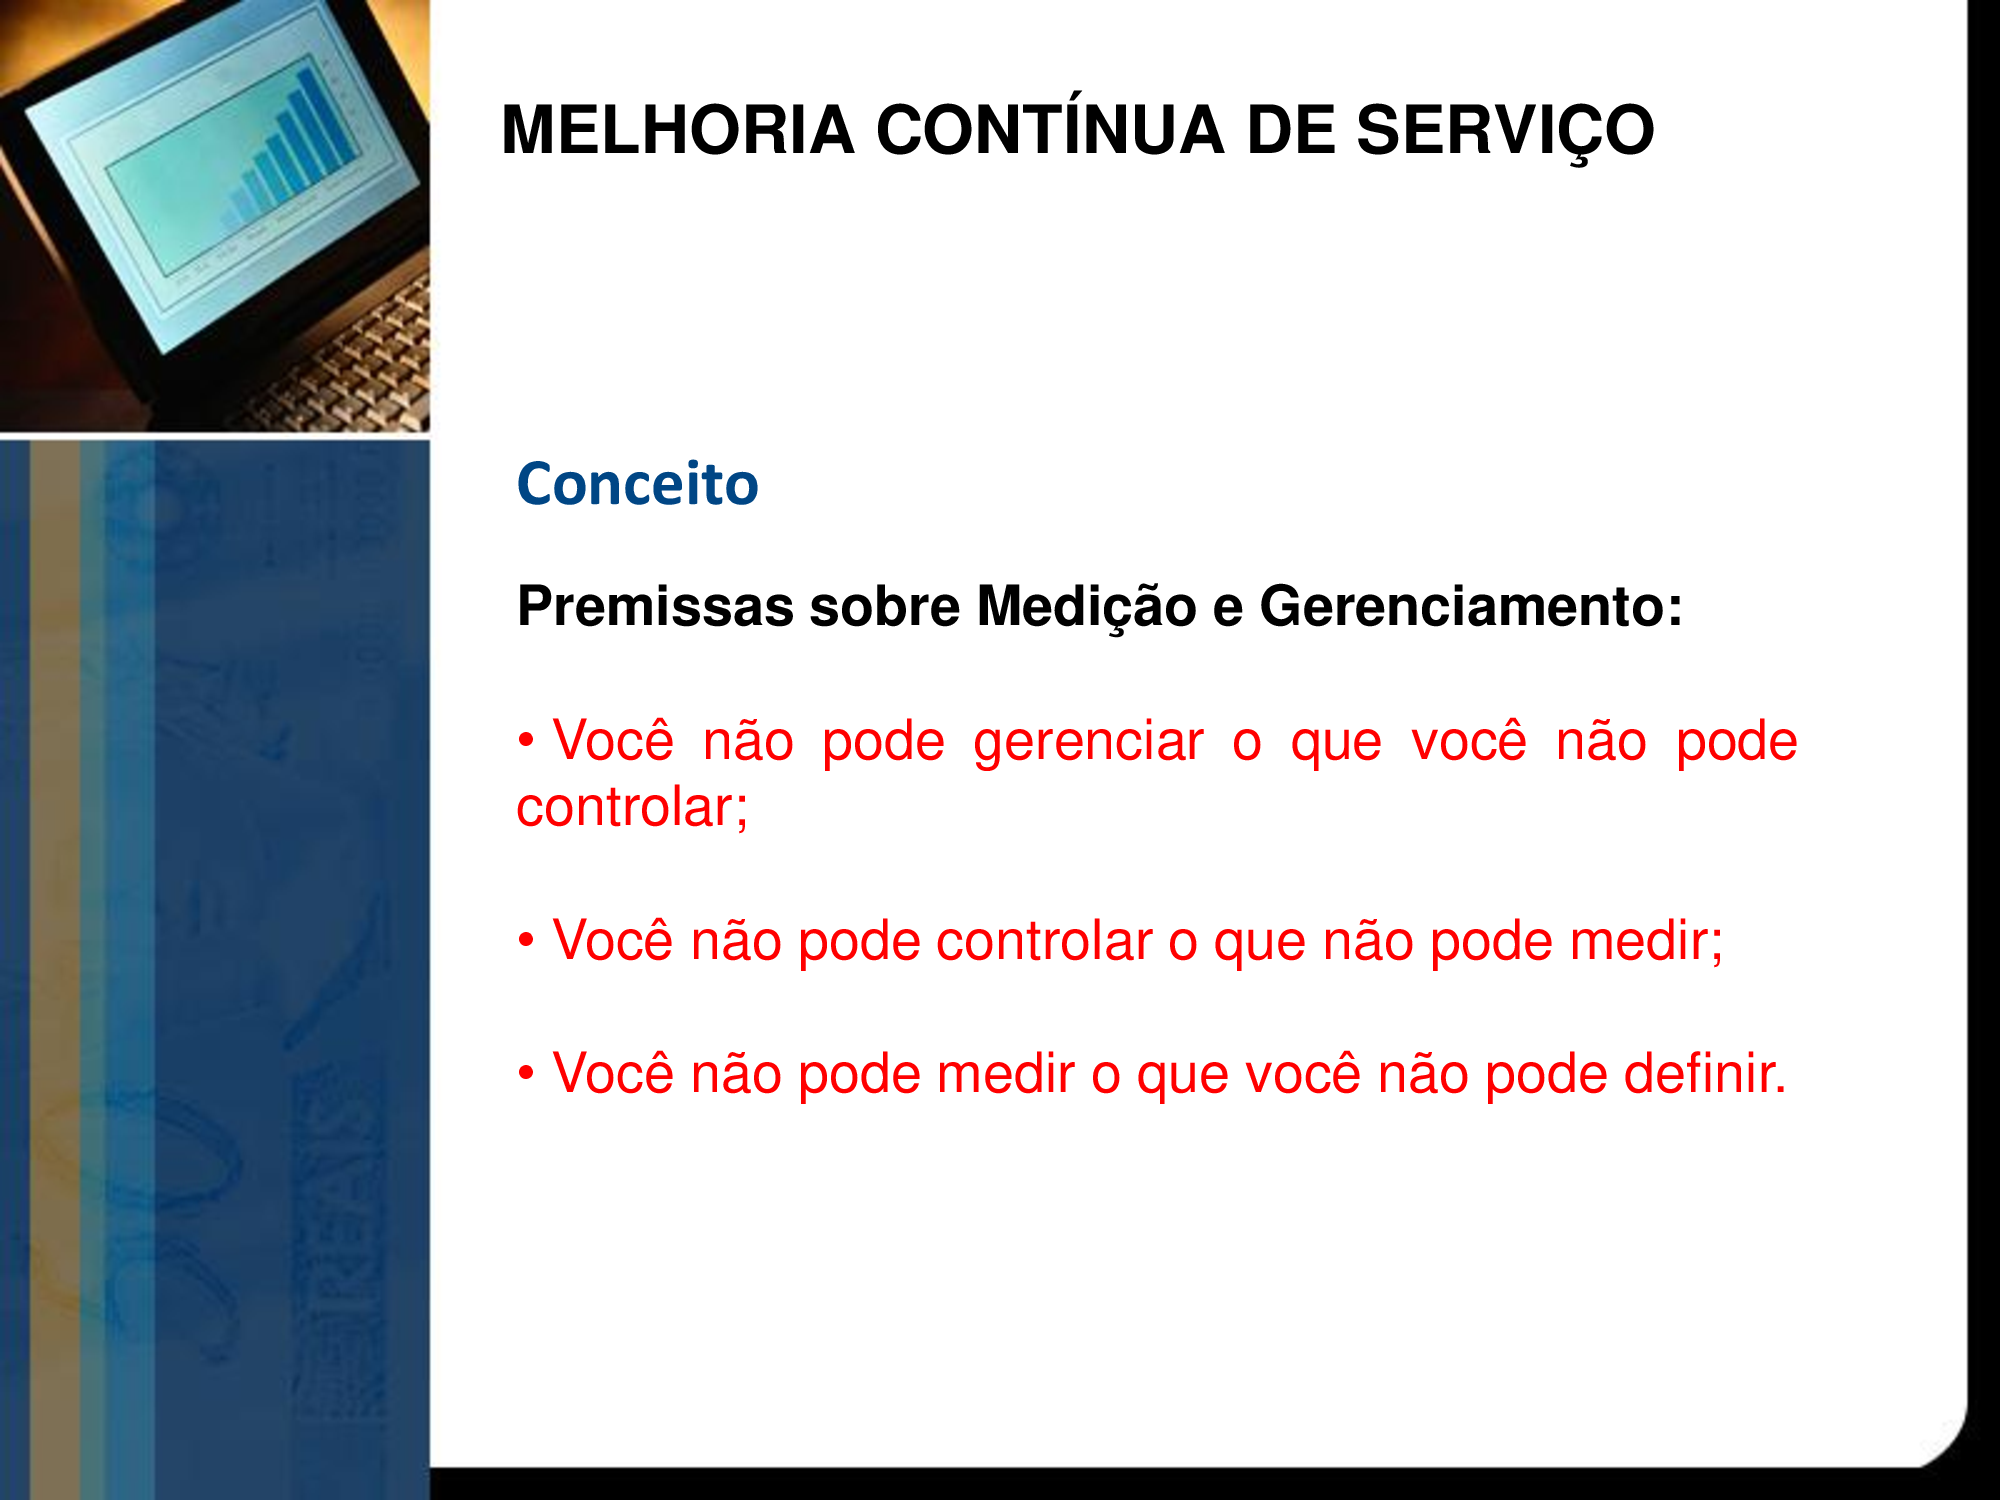 MELHORIA CONTÍNUA DE SERVIÇO
Conceito
Premissas sobre Medição e Gerenciamento:
• Você não pode gerenciar o que você não pode
controlar;
• Você não pode controlar o que não pode medir;
• Você não pode medir o que você não pode definir.
REAIS